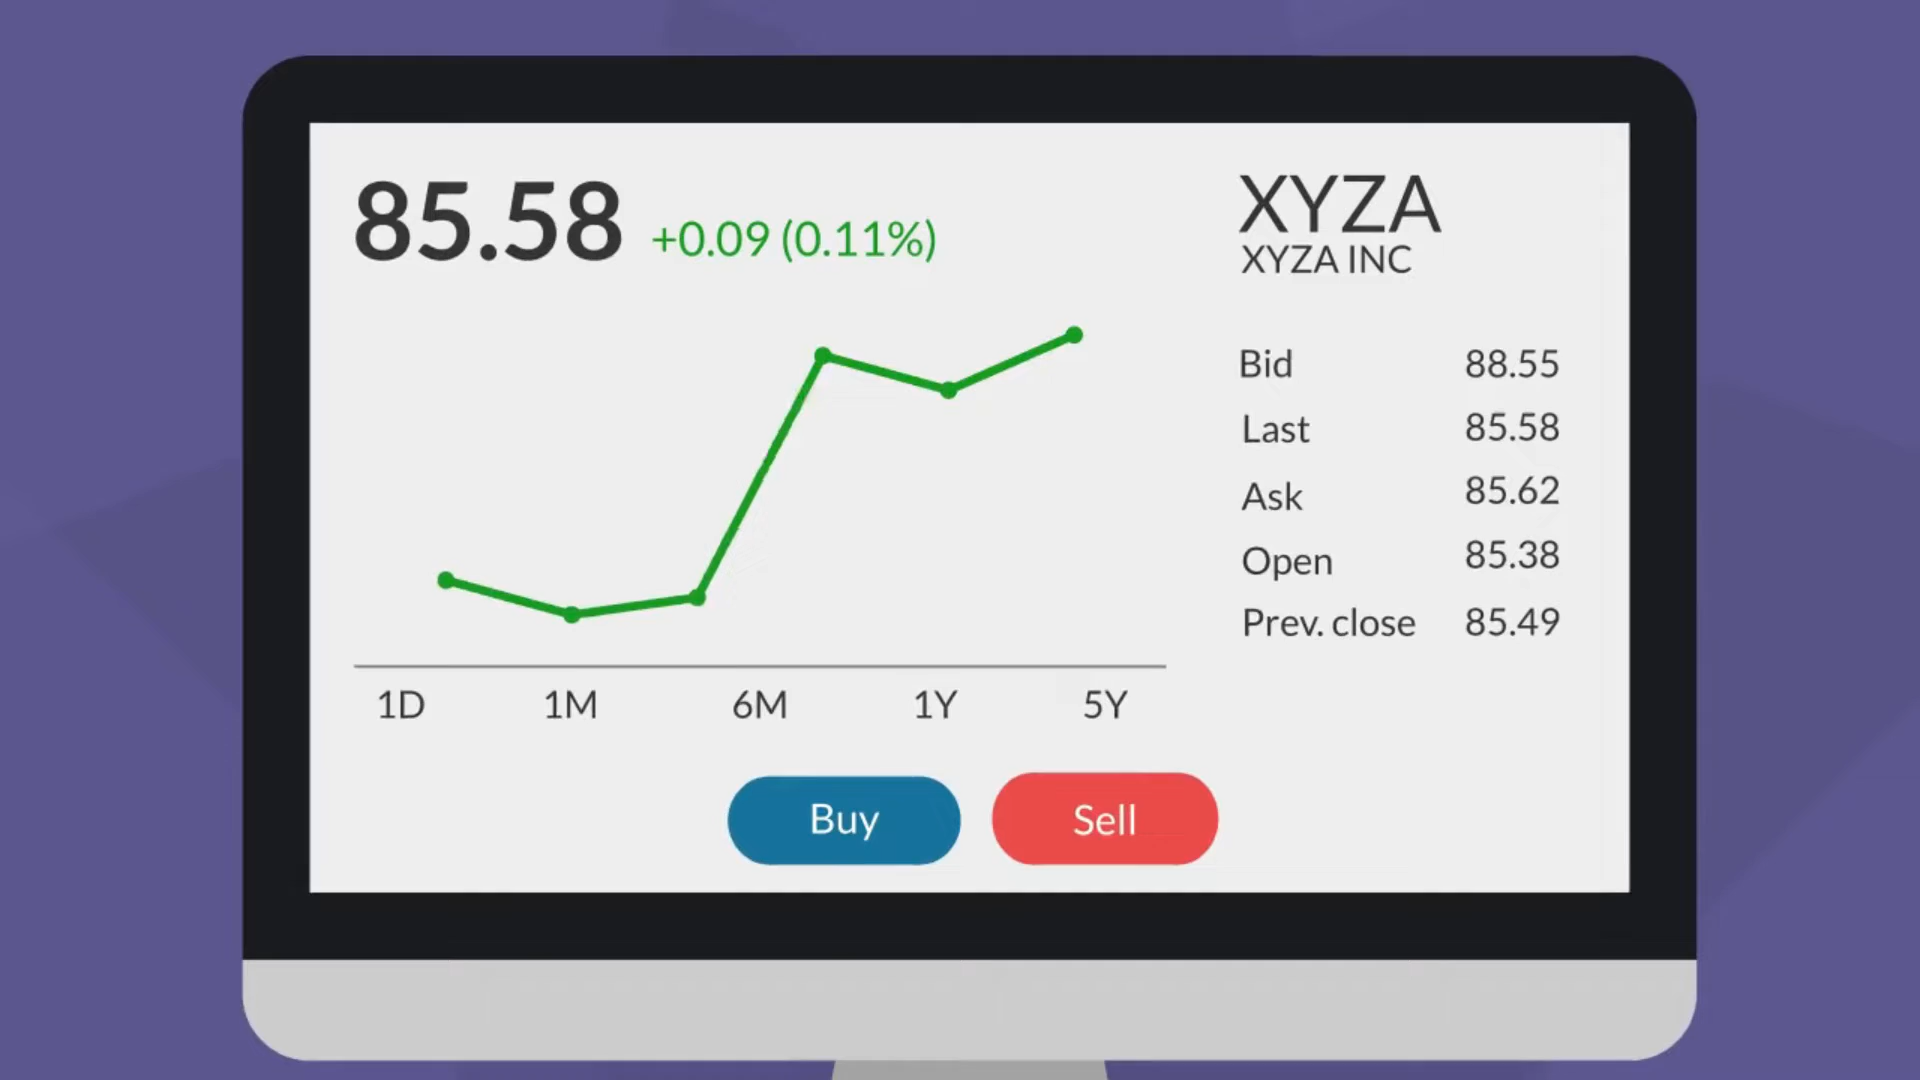 85.58 +0.09 (0.11%)
XYZA
XYZA INC
Bid 88.55
Last 85.58
Ask 85.62
Open 85.38
Prev. close 85.49
1D 1M 6M 1Y 5Y
Buy Sell